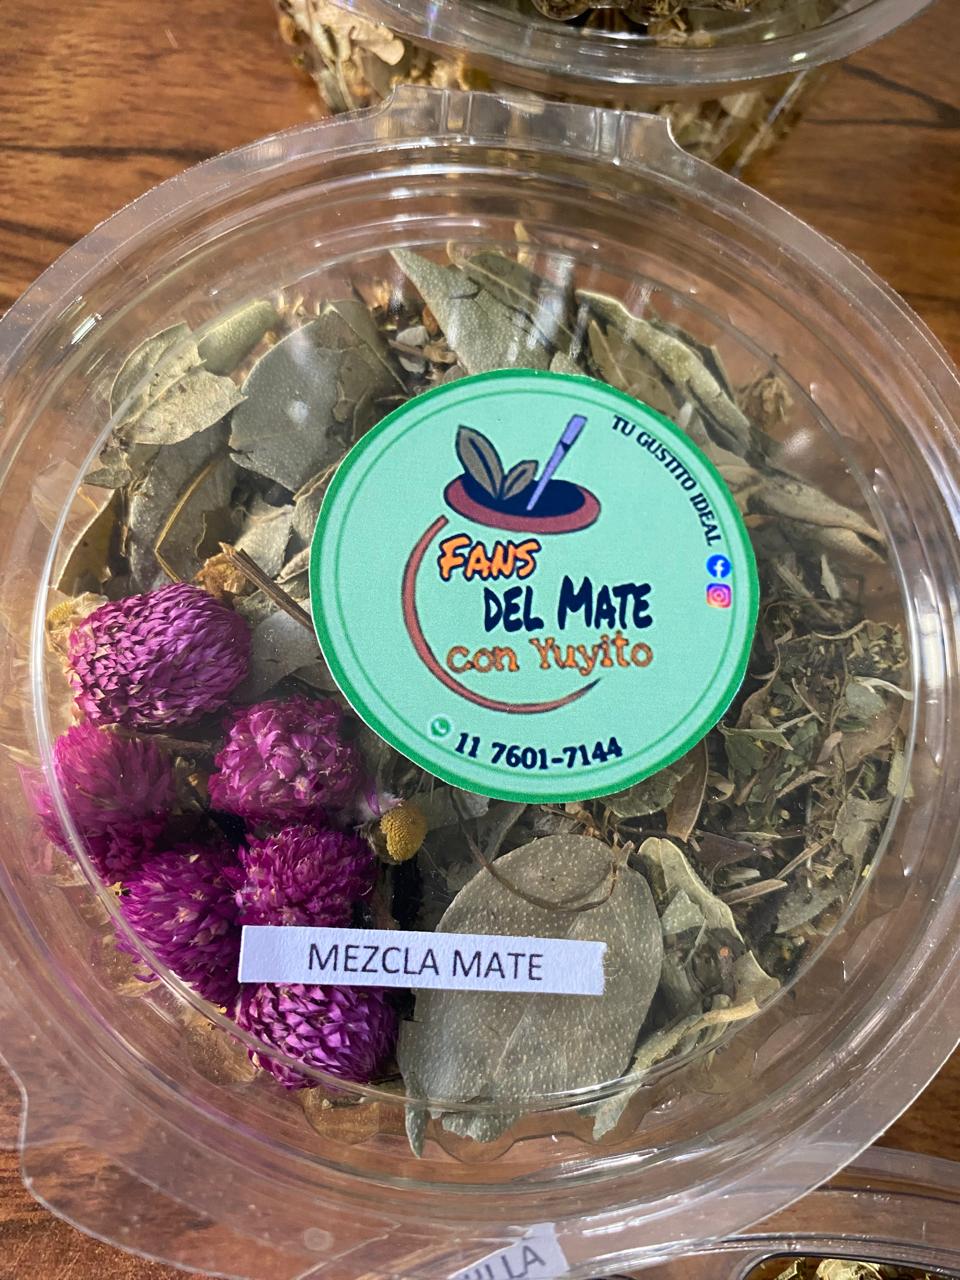 TU GUSTITO IDEAL
FANS
DEL MATE
con Yuyito
11 7601-7144
MEZCLA MATE